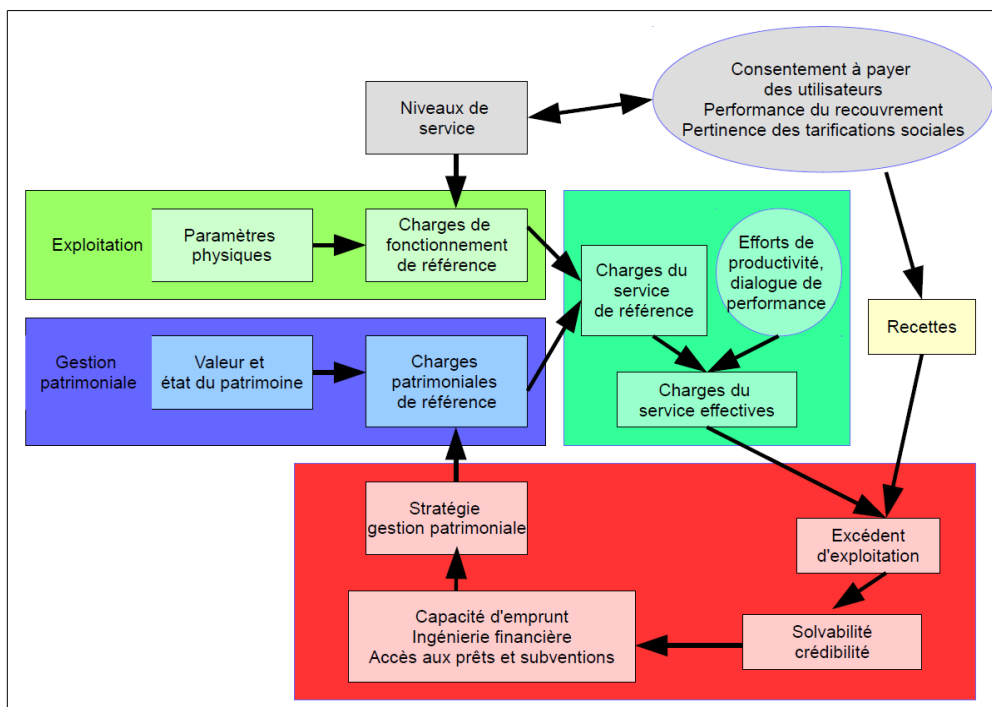 Consentement à payer
des utilisateurs
Performance du recouvrement
Pertinence des tarifications sociales
Niveaux de
service
Exploitation
Paramètres
physiques
Charges de
fonctionnement
de référence
Charges du
service
de référence
Efforts de
productivité,
dialogue de
performance
Recettes
Gestion
patrimoniale
Valeur et
état du patrimoine
Charges
patrimoniales
de référence
Charges du
service effectives
Stratégie
gestion patrimoniale
Excédent
d'exploitation
Capacité d'emprunt
Ingénierie financière
Accès aux prêts et subventions
Solvabilité
crédibilité